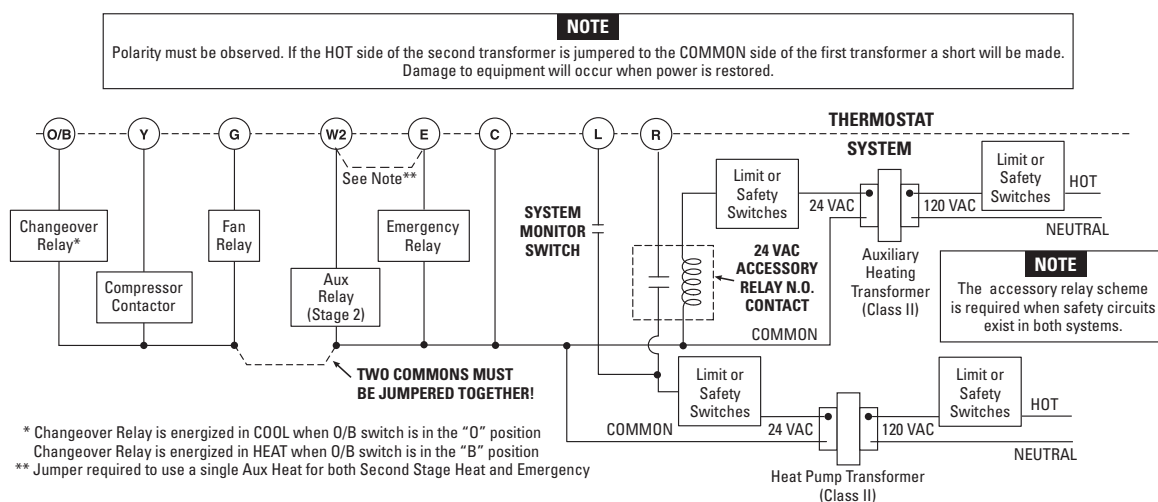 NOTE
Polarity must be observed. If the HOT side of the second transformer is jumpered to the COMMON side of the first transformer a short will be made.
Damage to equipment will occur when power is restored.
O/B
Y
G
W2
E
C
L
R
THERMOSTAT
SYSTEM
See Note**
Changeover
Relay*
Compressor
Contactor
Fan
Relay
Aux
Relay
(Stage 2)
Emergency
Relay
SYSTEM
MONITOR
SWITCH
24 VAC
ACCESSORY
RELAY N.O.
CONTACT
Limit or
Safety
Switches
24 VAC
120 VAC
Limit or
Safety
Switches
HOT
NEUTRAL
Auxiliary
Heating
Transformer
(Class II)
COMMON
NOTE
The accessory relay scheme
is required when safety circuits
exist in both systems.
TWO COMMONS MUST
BE JUMPERED TOGETHER!
Limit or
Safety
Switches
COMMON
24 VAC
120 VAC
Limit or
Safety
Switches
HOT
NEUTRAL
Heat Pump Transformer
(Class II)
* Changeover Relay is energized in COOL when O/B switch is in the “O” position
Changeover Relay is energized in HEAT when O/B switch is in the “B” position
** Jumper required to use a single Aux Heat for both Second Stage Heat and Emergency